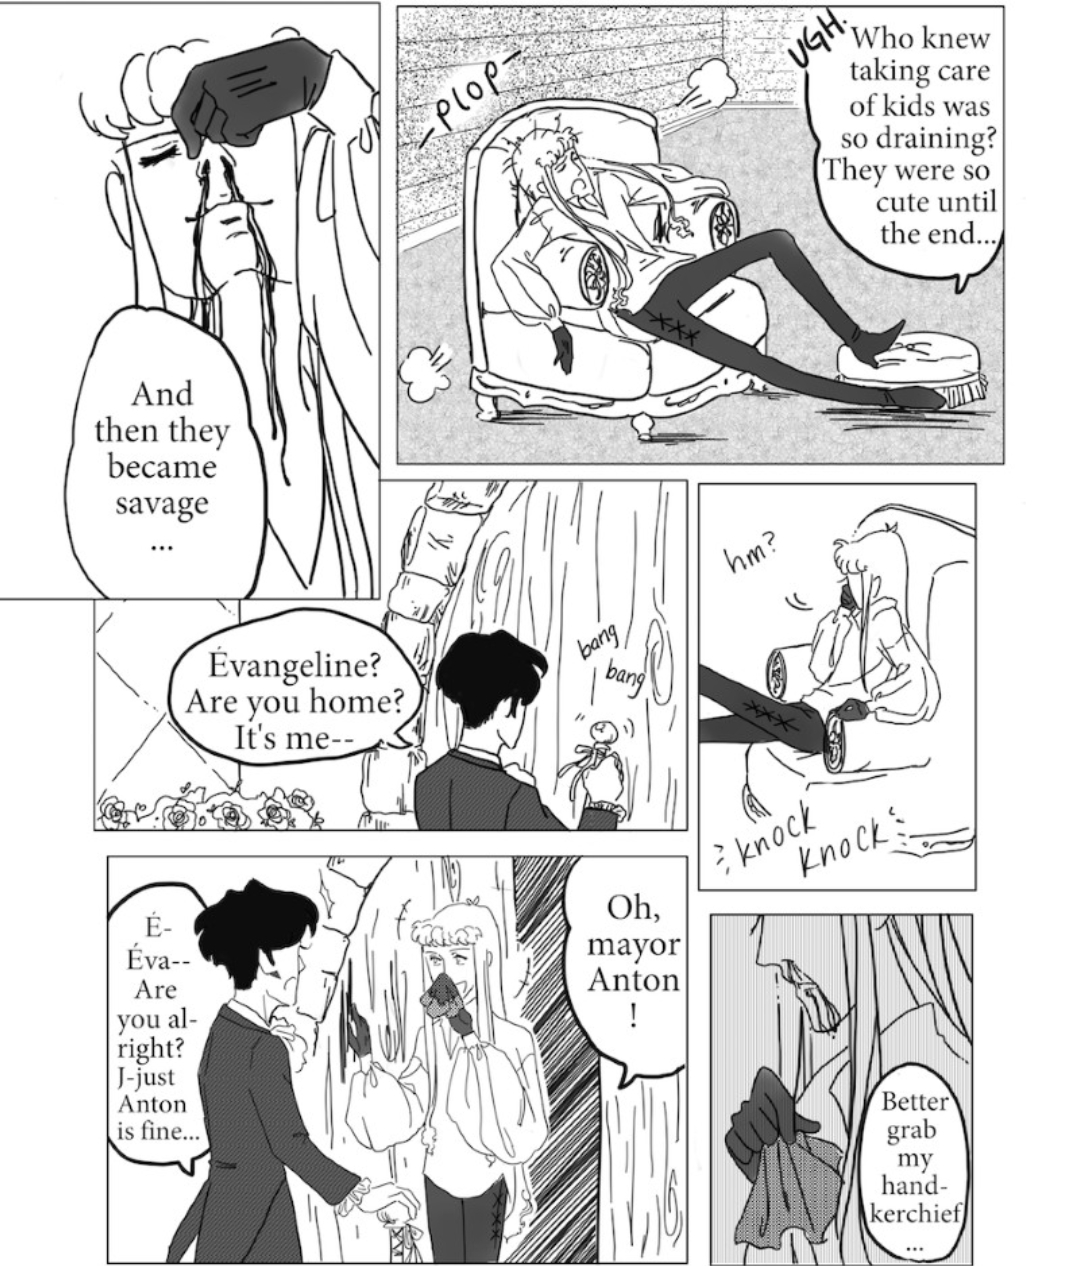 -PLOP-
UGH.
Who knew
taking care
of kids was
so draining?
They were so
cute until
the end...
And
then they
became
savage
...
hm?
knock
knock
bang
bang
Évangeline?
Are you home?
It's me--
Better
grab
my
hand-
kerchief
...
Oh,
mayor
Anton
!
É-
Éva--
Are
you al-
right?
J-just
Anton
is fine...